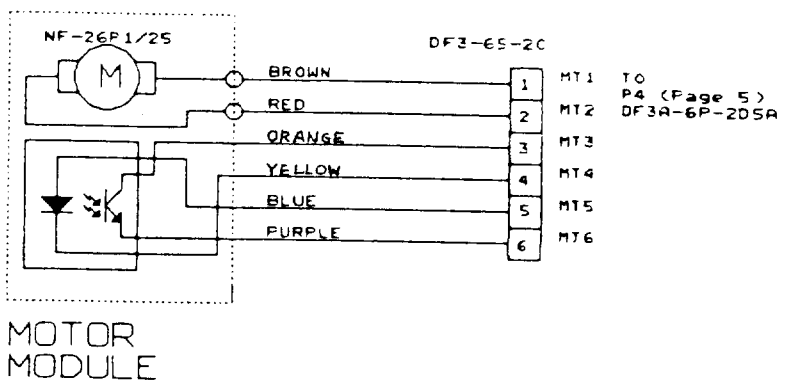 NF-26P1/25
DF3-6S-2C
M
BROWN 1 MT1 TO
P4 (Page 5)
RED 2 MT2 DF3A-6P-2DSA
ORANGE 3 MT3
YELLOW 4 MT4
BLUE 5 MT5
PURPLE 6 MT6
MOTOR
MODULE